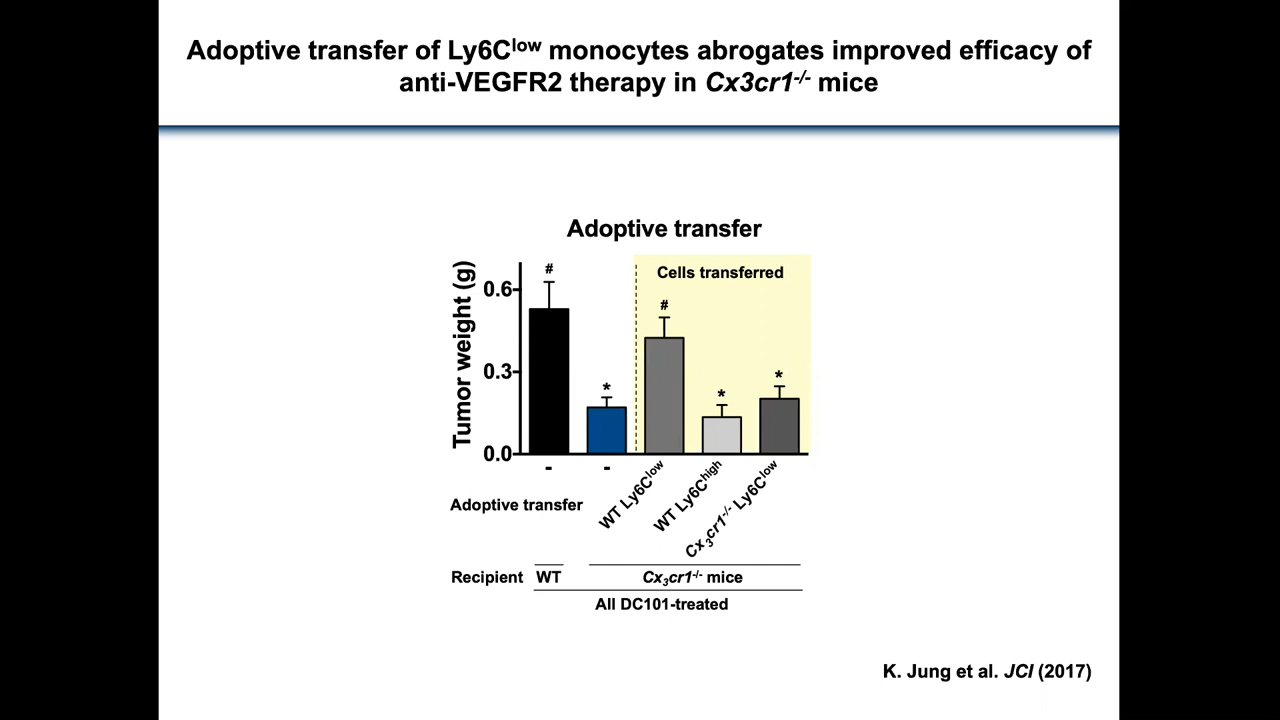 Adoptive transfer of Ly6Clow monocytes abrogates improved efficacy of
anti-VEGFR2 therapy in Cx3cr1-/- mice
Adoptive transfer
Cells transferred
Tumor weight (g)
0.6
0.3
0.0
#
*
#
*
*
-
-
WT Ly6Clow
WT Ly6Chigh
Cx3cr1-/- Ly6Clow
Adoptive transfer
Recipient WT Cx3cr1-/- mice
All DC101-treated
K. Jung et al. JCI (2017)